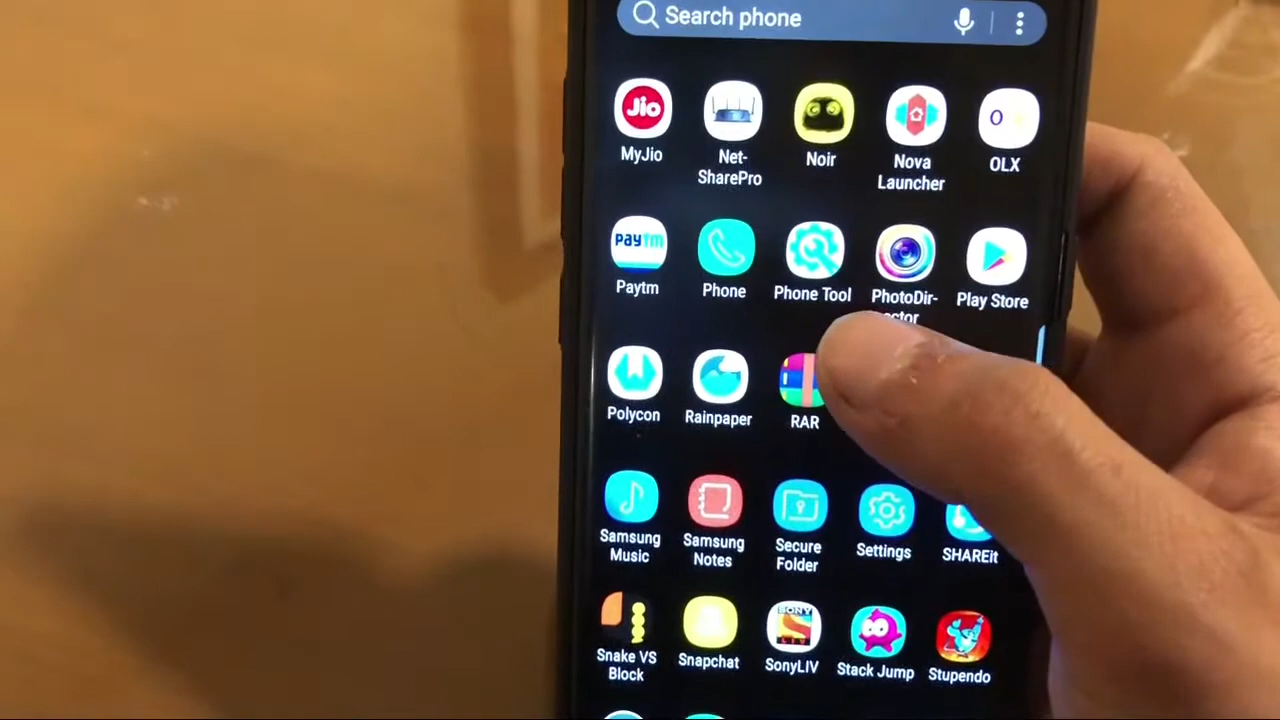 Search phone
Jio
MyJio
Net-
SharePro
Noir
Nova
Launcher
O
OLX
Paytm
Paytm
Phone
Phone Tool
PhotoDir-
ector
Play Store
Polycon
Rainpaper
RAR
Samsung
Music
Samsung
Notes
Secure
Folder
Settings
SHAREit
Snake VS
Block
Snapchat
SONY
LIV
SonyLIV
Stack Jump
Stupendo